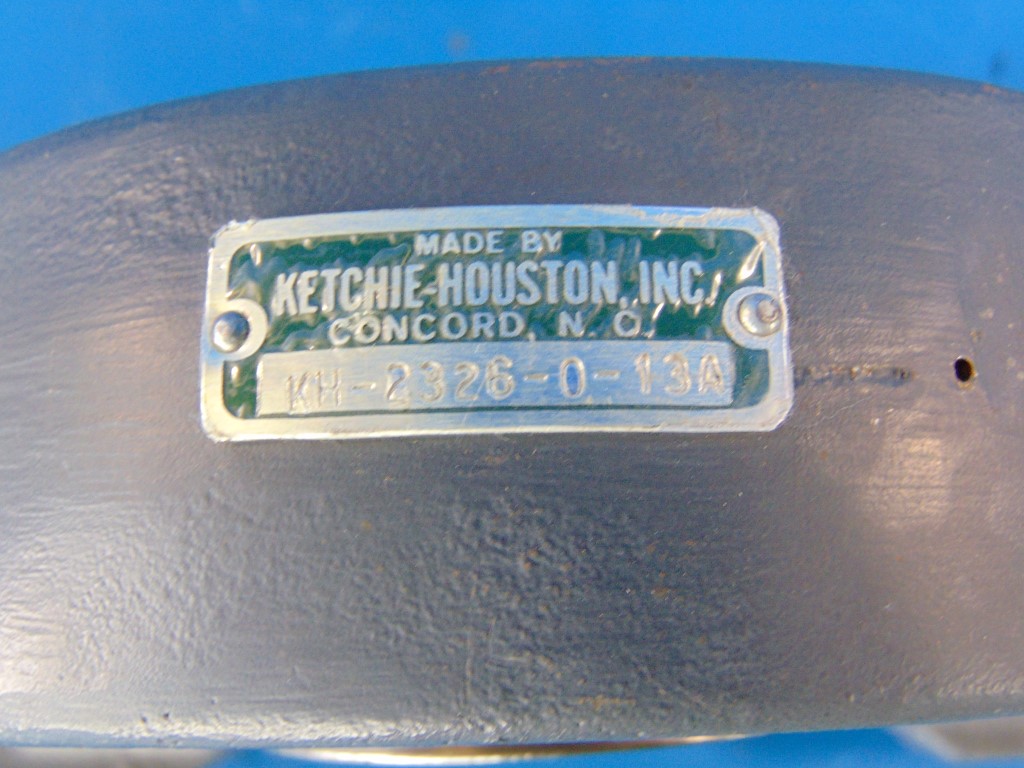 MADE BY
KETCHIE-HOUSTON, INC.
CONCORD, N. C.
KH-2326-0-13A